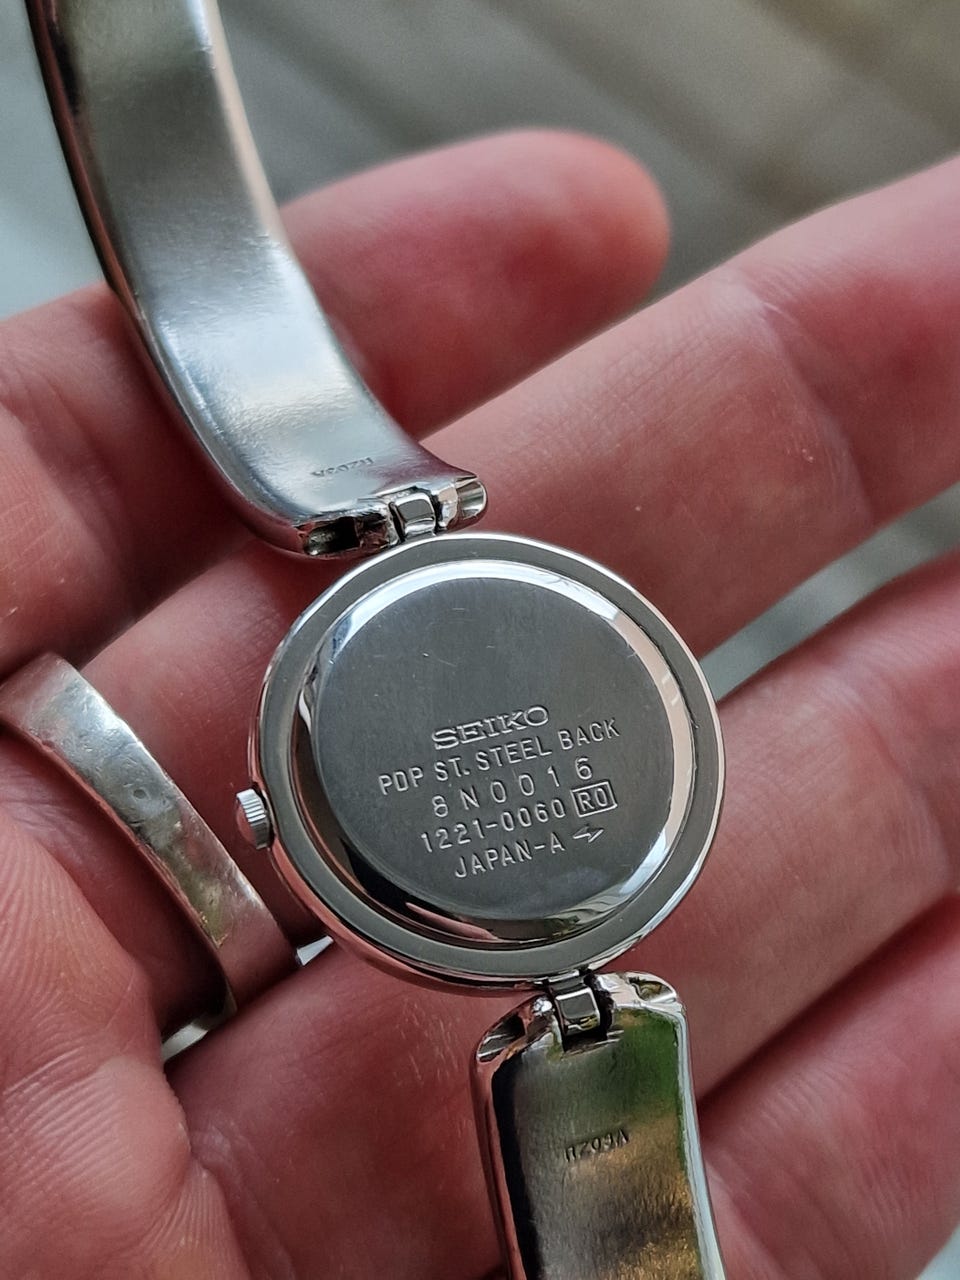 SEIKO
PDP ST. STEEL BACK
8N0016
1221-0060 R0
JAPAN-A